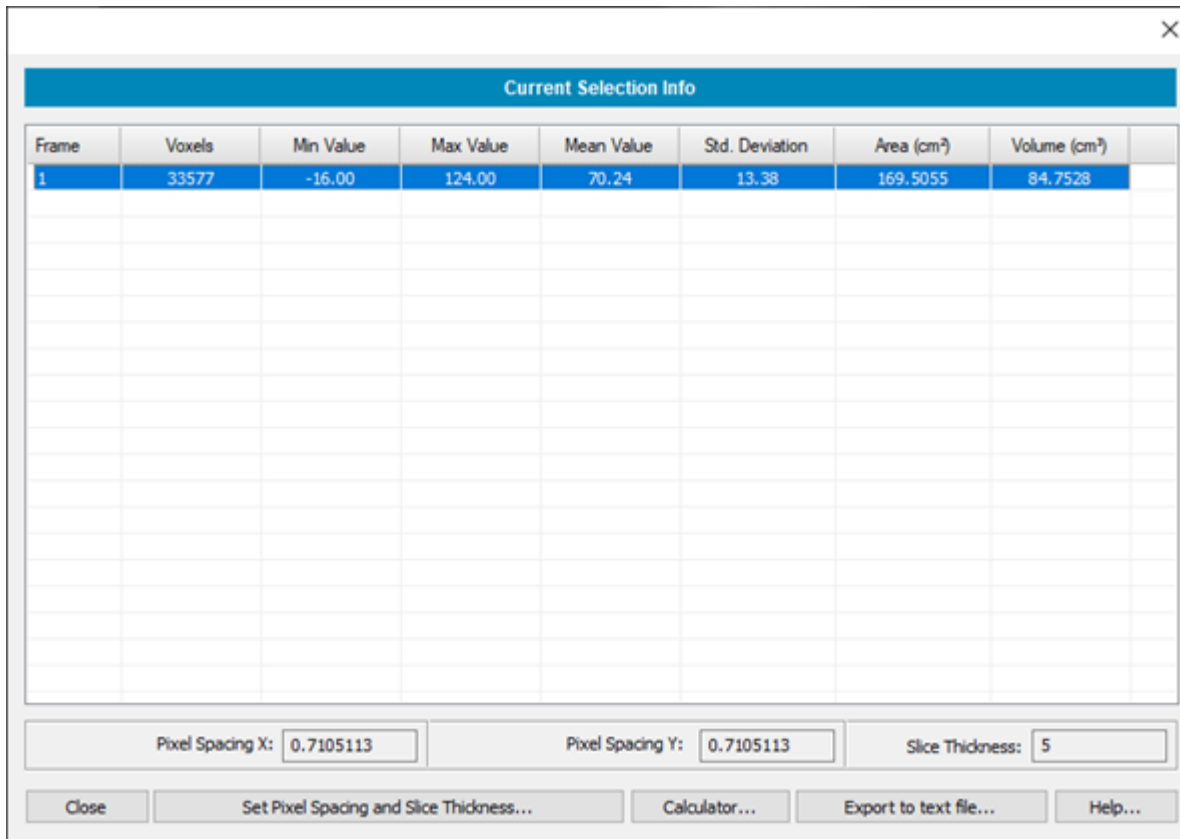 Current Selection Info
Frame Voxels Min Value Max Value Mean Value Std. Deviation Area (cm²) Volume (cm³)
1 33577 -16.00 124.00 70.24 13.38 169.5055 84.7528
Pixel Spacing X: 0.7105113 Pixel Spacing Y: 0.7105113 Slice Thickness: 5
Close Set Pixel Spacing and Slice Thickness... Calculator... Export to text file... Help...